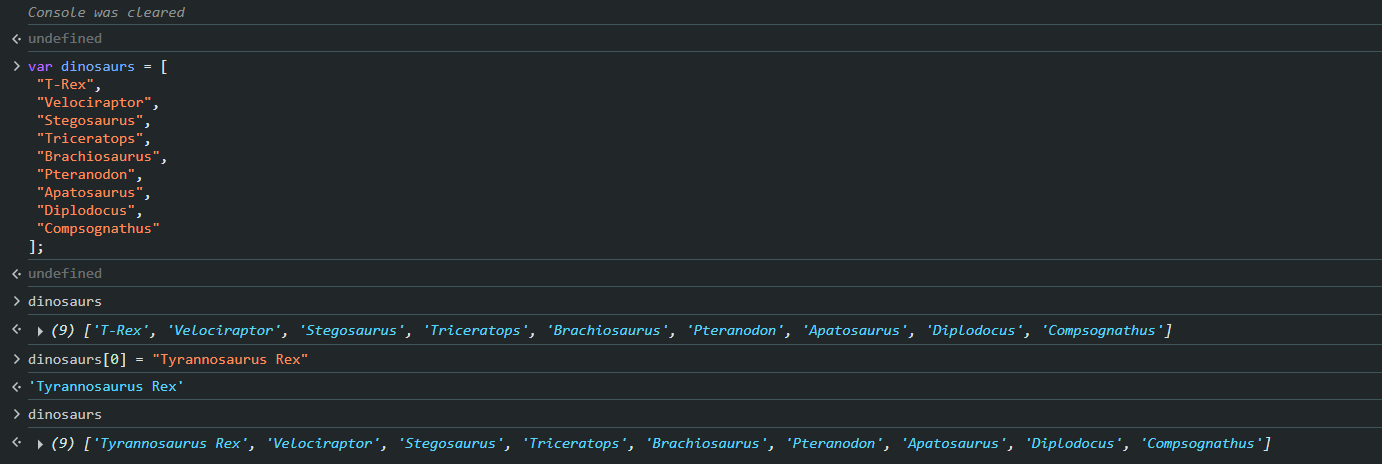 Console was cleared
undefined
var dinosaurs = [
"T-Rex",
"Velociraptor",
"Stegosaurus",
"Triceratops",
"Brachiosaurus",
"Pteranodon",
"Apatosaurus",
"Diplodocus",
"Compsognathus"
];
undefined
dinosaurs
(9) ['T-Rex', 'Velociraptor', 'Stegosaurus', 'Triceratops', 'Brachiosaurus', 'Pteranodon', 'Apatosaurus', 'Diplodocus', 'Compsognathus']
dinosaurs[0] = "Tyrannosaurus Rex"
'Tyrannosaurus Rex'
dinosaurs
(9) ['Tyrannosaurus Rex', 'Velociraptor', 'Stegosaurus', 'Triceratops', 'Brachiosaurus', 'Pteranodon', 'Apatosaurus', 'Diplodocus', 'Compsognathus']